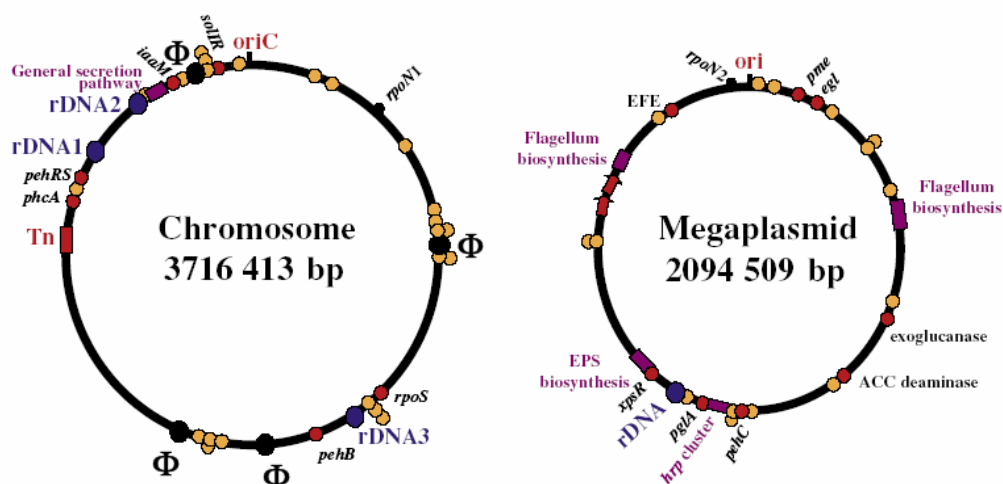 solIR
oriC
Φ
iaaM
General secretion
pathway
rDNA2
rpoN1
rDNA1
pehRS
phcA
Tn
Chromosome
3716 413 bp
Φ
rpoS
rDNA3
pehB
Φ
Φ
rpoN2
ori
pme
egl
EFE
Flagellum
biosynthesis
Flagellum
biosynthesis
Megaplasmid
2094 509 bp
exoglucanase
EPS
biosynthesis
ACC deaminase
xpsR
rDNA
pglA
hrp cluster
pehC